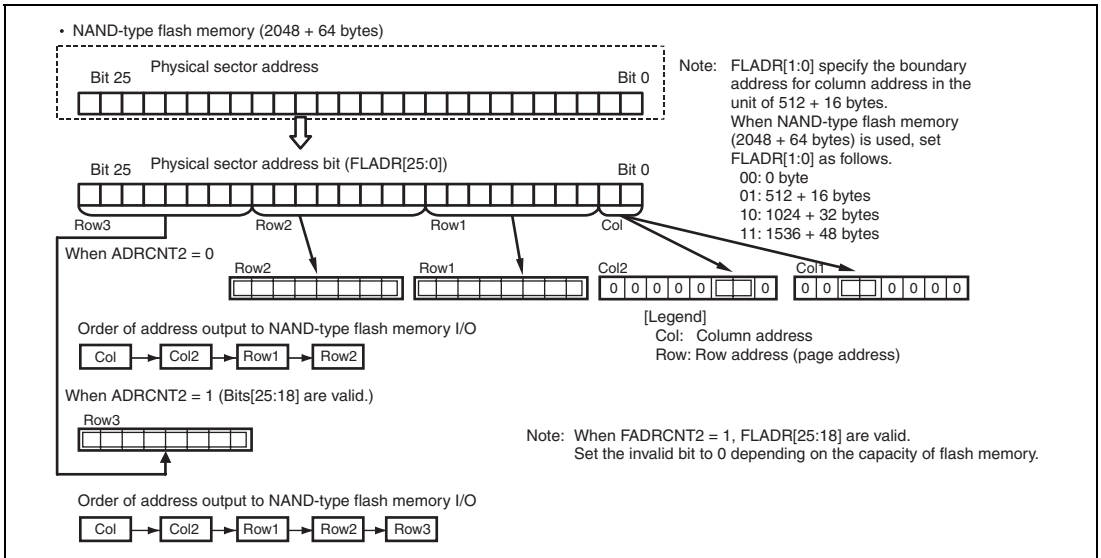 • NAND-type flash memory (2048 + 64 bytes)
Physical sector address
Bit 25 Bit 0
Note: FLADR[1:0] specify the boundary
address for column address in the
unit of 512 + 16 bytes.
When NAND-type flash memory
(2048 + 64 bytes) is used, set
FLADR[1:0] as follows.
00: 0 byte
01: 512 + 16 bytes
10: 1024 + 32 bytes
11: 1536 + 48 bytes
Physical sector address bit (FLADR[25:0])
Bit 25 Bit 0
Row3 Row2 Row1 Col
When ADRCNT2 = 0
Row2 Row1 Col2 Col1
0 0 0 0 0 0 0 0 0 0 0 0
[Legend]
Col: Column address
Row: Row address (page address)
Order of address output to NAND-type flash memory I/O
Col Col2 Row1 Row2
When ADRCNT2 = 1 (Bits[25:18] are valid.)
Row3
Note: When FADRCNT2 = 1, FLADR[25:18] are valid.
Set the invalid bit to 0 depending on the capacity of flash memory.
Order of address output to NAND-type flash memory I/O
Col Col2 Row1 Row2 Row3